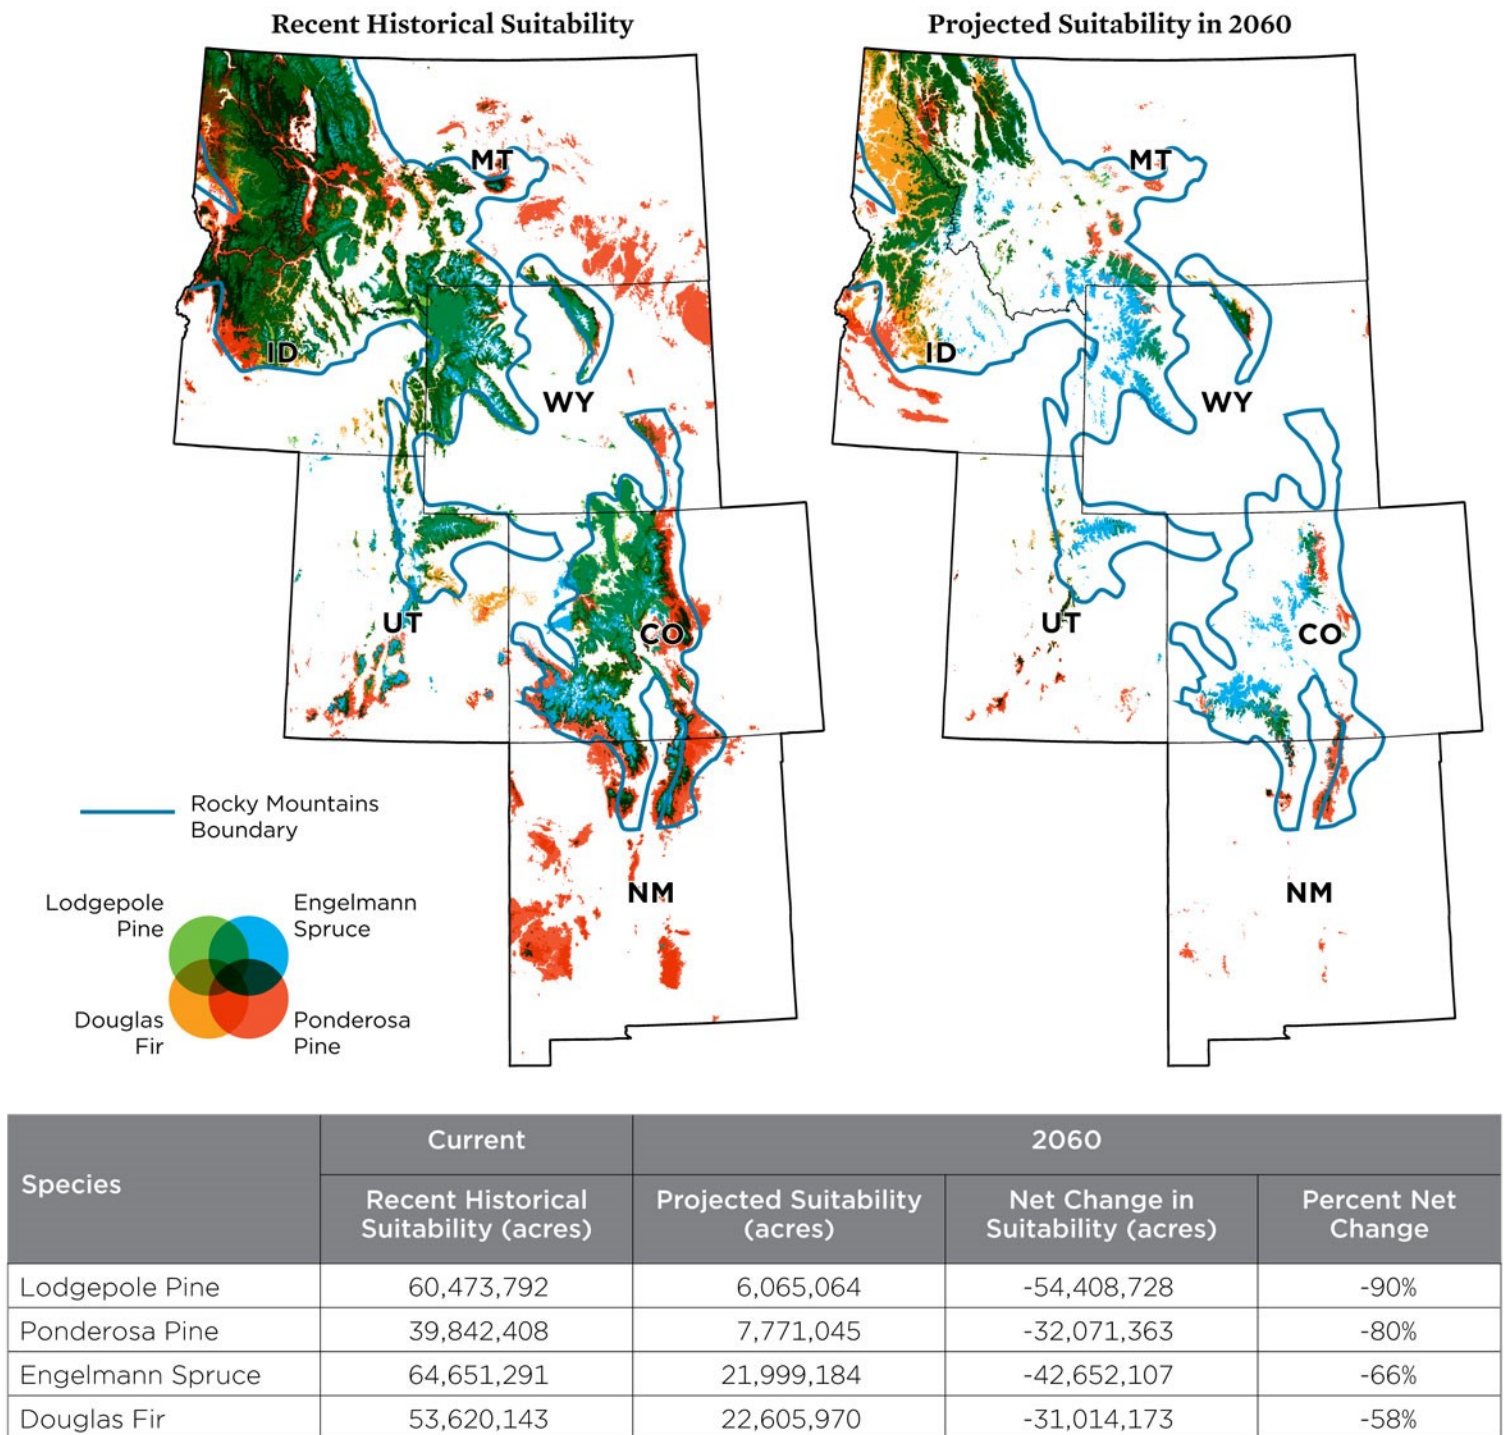 Recent Historical Suitability
Projected Suitability in 2060
MT
ID
WY
UT
CO
NM
MT
ID
WY
UT
CO
NM
Rocky Mountains
Boundary
Lodgepole
Pine
Engelmann
Spruce
Douglas
Fir
Ponderosa
Pine
Species
Current
2060
Recent Historical
Suitability (acres)
Projected Suitability
(acres)
Net Change in
Suitability (acres)
Percent Net
Change
Lodgepole Pine 60,473,792 6,065,064 -54,408,728 -90%
Ponderosa Pine 39,842,408 7,771,045 -32,071,363 -80%
Engelmann Spruce 64,651,291 21,999,184 -42,652,107 -66%
Douglas Fir 53,620,143 22,605,970 -31,014,173 -58%